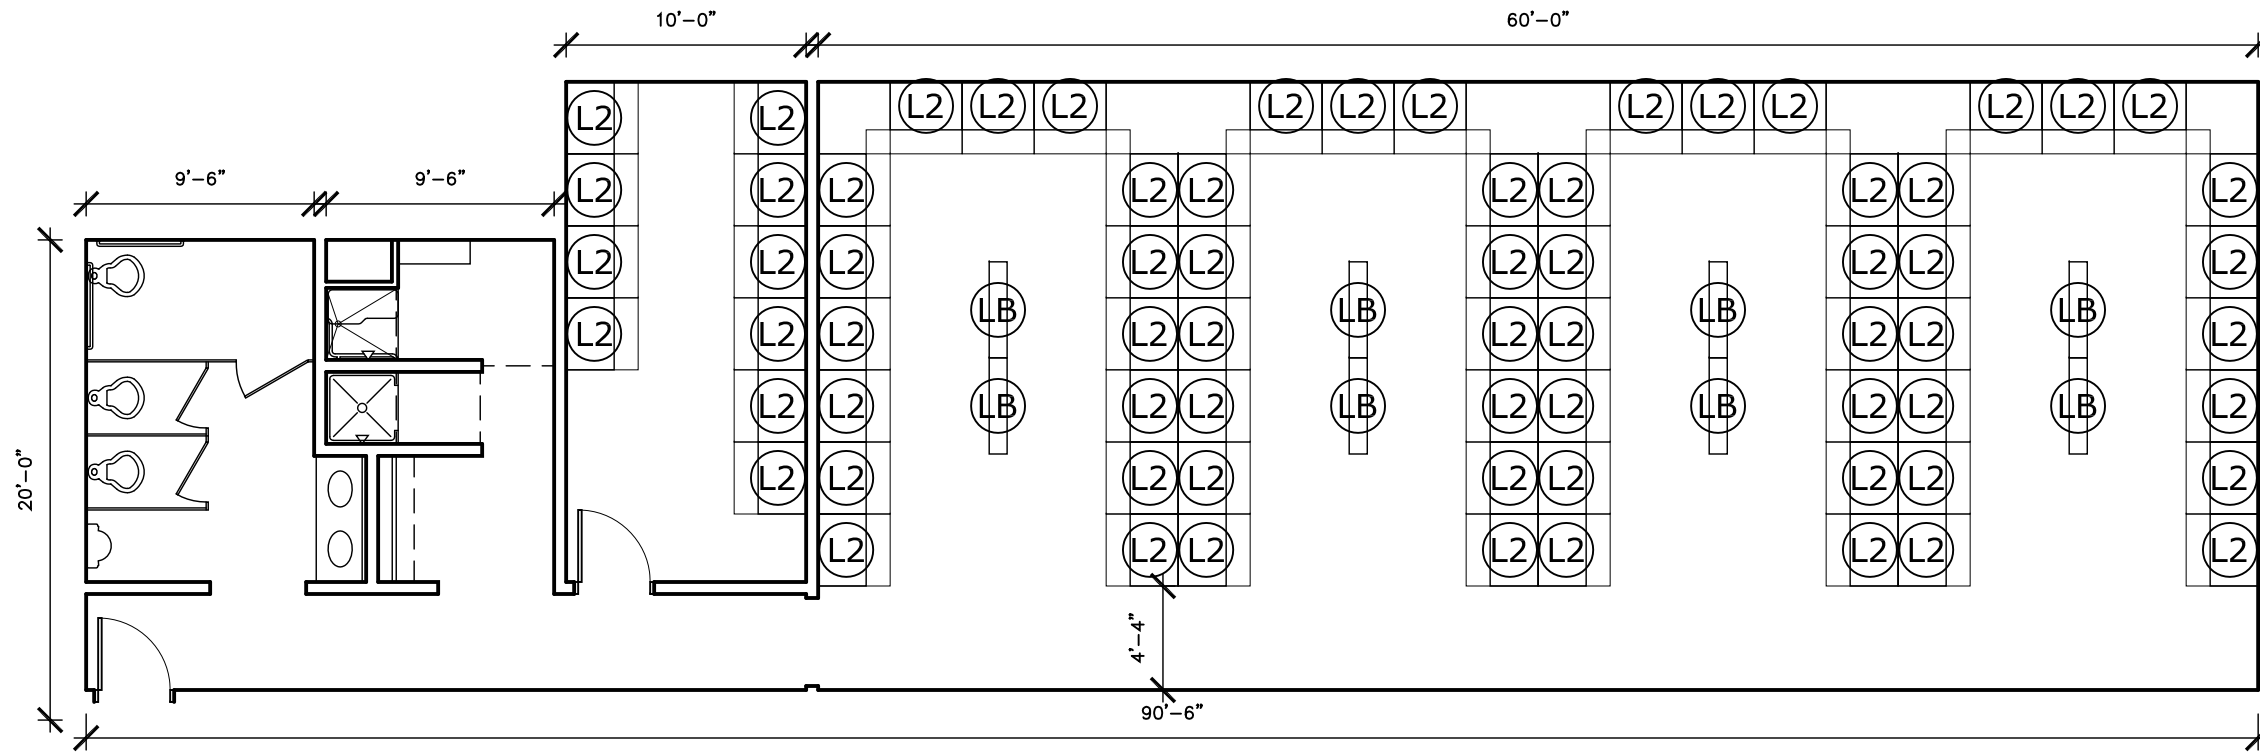 10'-0" 60'-0"
L2 L2 L2 L2 L2 L2 L2 L2 L2 L2 L2 L2
L2 L2
9'-6" 9'-6"
L2 L2 L2 L2 L2 L2 L2 L2 L2 L2
L2 L2 L2 L2 L2 L2 L2 L2 L2 L2
LB LB LB LB
L2 L2 L2 L2 L2 L2 L2 L2 L2 L2
L2 L2 LB L2 L2 LB L2 L2 LB L2 L2 LB L2
20'-0"
L2 L2 L2 L2 L2 L2 L2 L2 L2
L2 L2 L2 L2 L2 L2 L2 L2
4'-4"
90'-6"